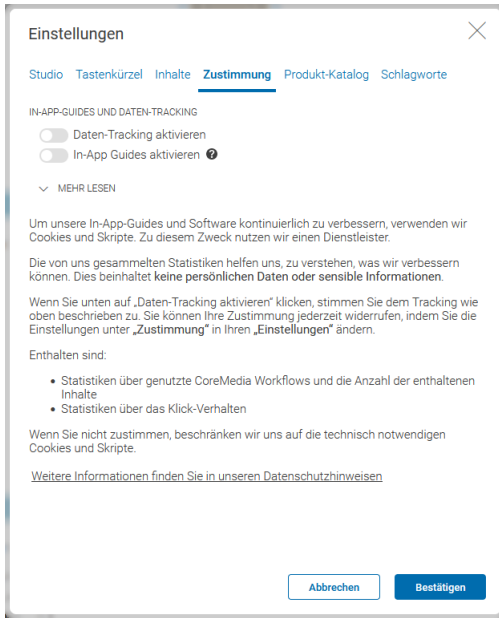 Einstellungen
Studio Tastenkürzel Inhalte Zustimmung Produkt-Katalog Schlagworte
IN-APP-GUIDES UND DATEN-TRACKING
Daten-Tracking aktivieren
In-App Guides aktivieren ?
MEHR LESEN
Um unsere In-App-Guides und Software kontinuierlich zu verbessern, verwenden wir
Cookies und Skripte. Zu diesem Zweck nutzen wir einen Dienstleister.
Die von uns gesammelten Statistiken helfen uns, zu verstehen, was wir verbessern
können. Dies beinhaltet keine persönlichen Daten oder sensible Informationen.
Wenn Sie unten auf „Daten-Tracking aktivieren" klicken, stimmen Sie dem Tracking wie
oben beschrieben zu. Sie können Ihre Zustimmung jederzeit widerrufen, indem Sie die
Einstellungen unter „Zustimmung" in Ihren „Einstellungen" ändern.
Enthalten sind:
• Statistiken über genutzte CoreMedia Workflows und die Anzahl der enthaltenen
Inhalte
• Statistiken über das Klick-Verhalten
Wenn Sie nicht zustimmen, beschränken wir uns auf die technisch notwendigen
Cookies und Skripte.
Weitere Informationen finden Sie in unseren Datenschutzhinweisen
Abbrechen Bestätigen